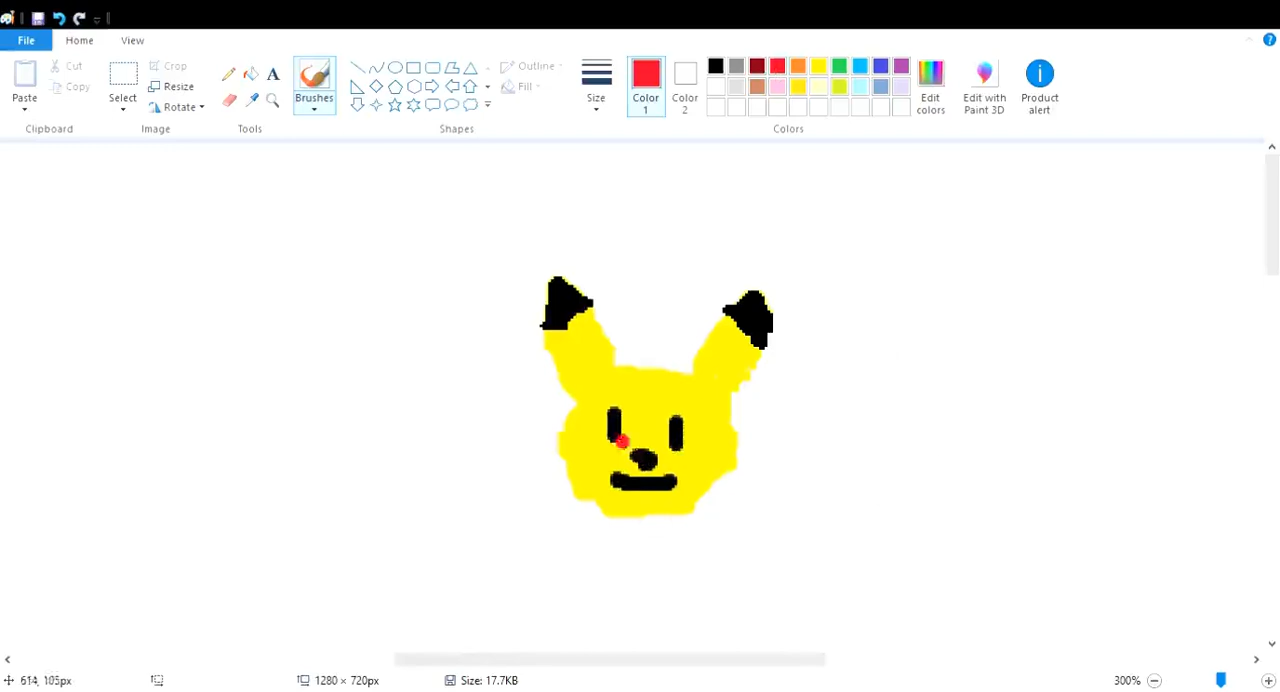 File Home View
Cut
Copy
Paste
Clipboard
Crop
Resize
Rotate
Select
Image
A
Tools
Brushes
Outline
Fill
Shapes
Size
Color
1
Color
2
Colors
Edit
colors
Edit with
Paint 3D
Product
alert
614, 105px
1280 × 720px
Size: 17.7KB
300%